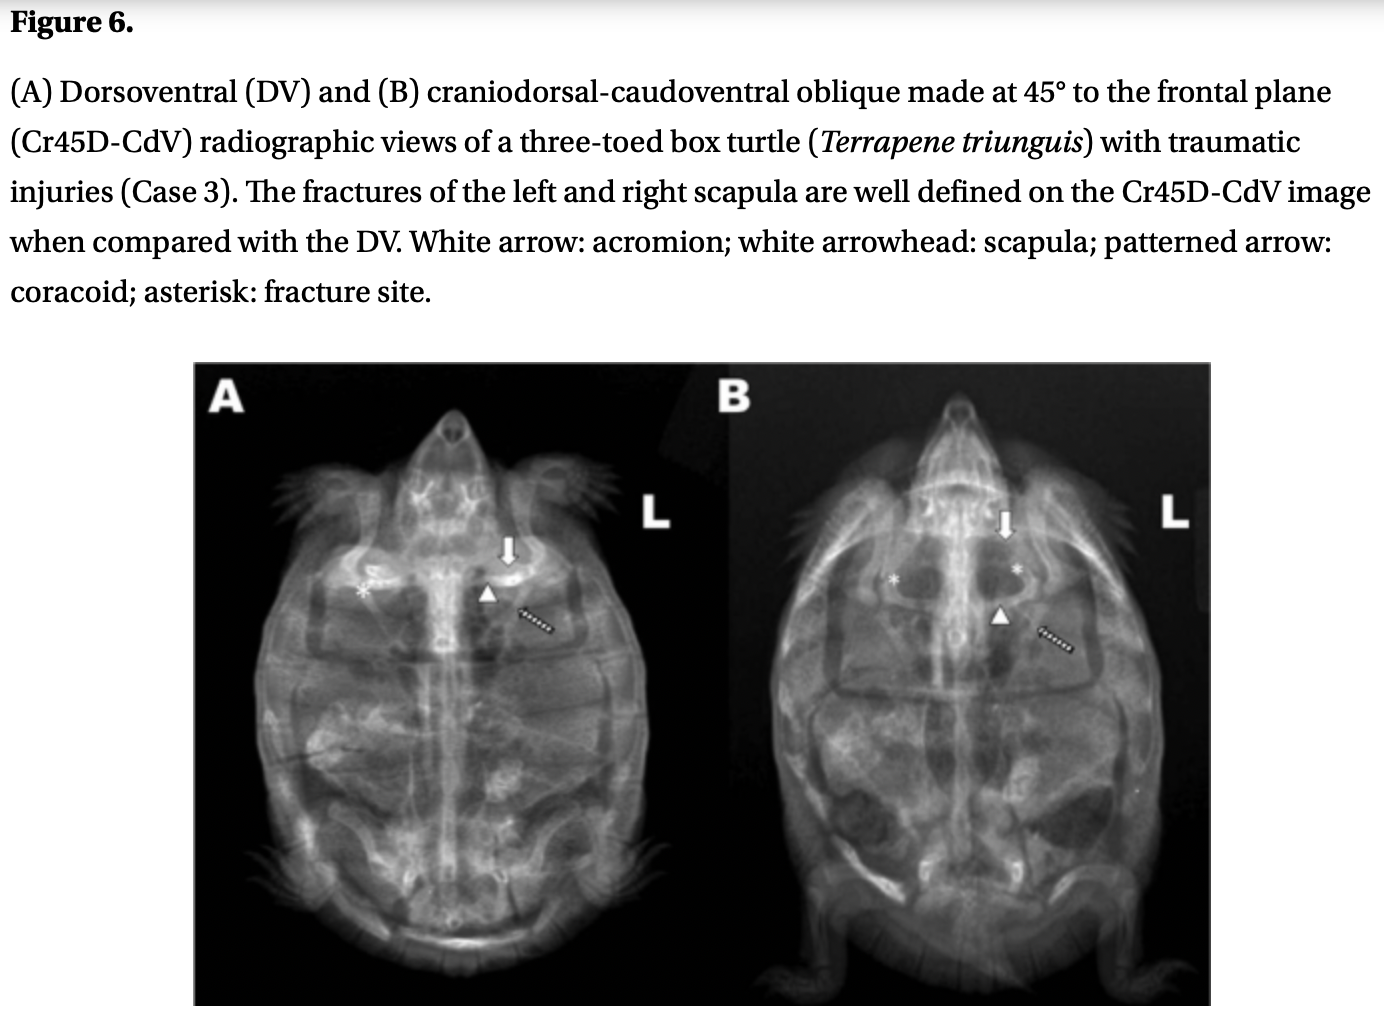 Figure 6.
(A) Dorsoventral (DV) and (B) craniodorsal-caudoventral oblique made at 45° to the frontal plane
(Cr45D-CdV) radiographic views of a three-toed box turtle (Terrapene triunguis) with traumatic
injuries (Case 3). The fractures of the left and right scapula are well defined on the Cr45D-CdV image
when compared with the DV. White arrow: acromion; white arrowhead: scapula; patterned arrow:
coracoid; asterisk: fracture site.
A B
L L
* * *